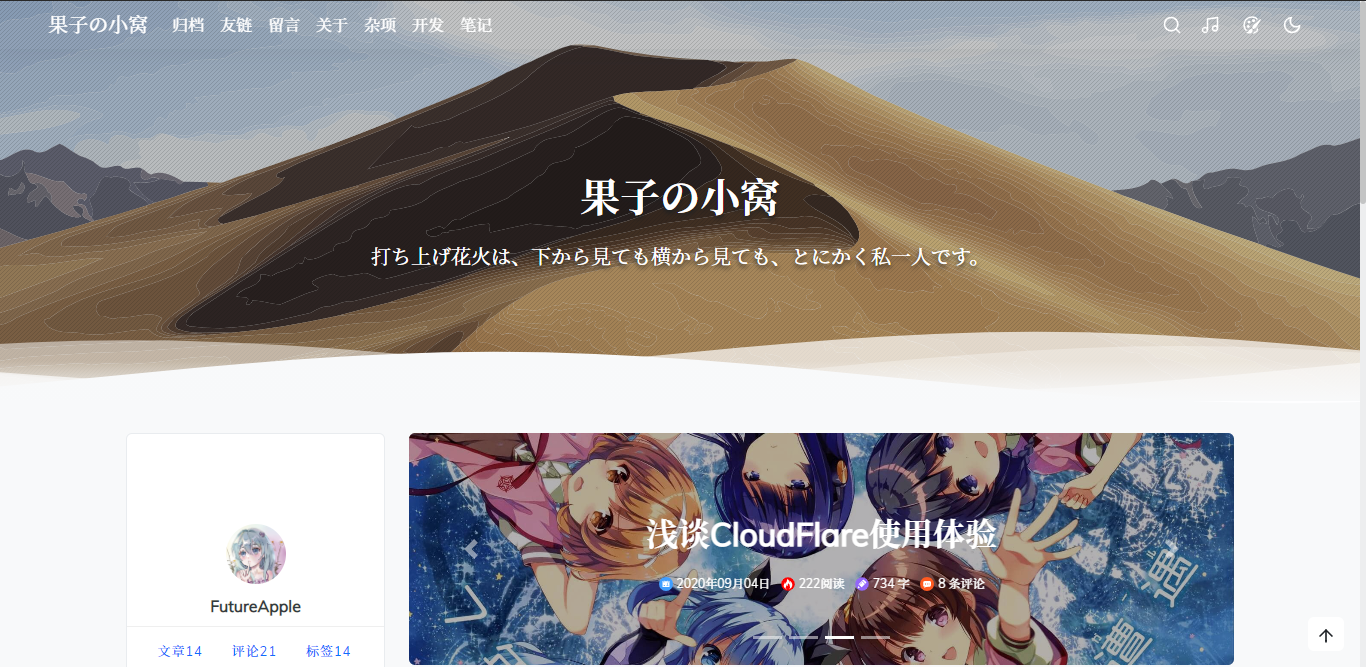 果子の小窝 归档 友链 留言 关于 杂项 开发 笔记
果子の小窝
打ち上げ花火は、下から見ても横から見ても、とにかく私一人です。
FutureApple
文章14 评论21 标签14
浅谈CloudFlare使用体验
2020年09月04日 222阅读 734 字 8 条评论